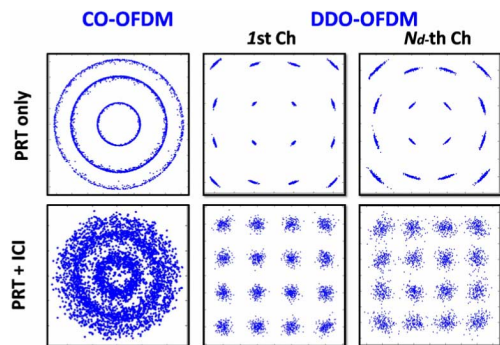 CO-OFDM DDO-OFDM
1st Ch Nd-th Ch
PRT only
PRT + ICI